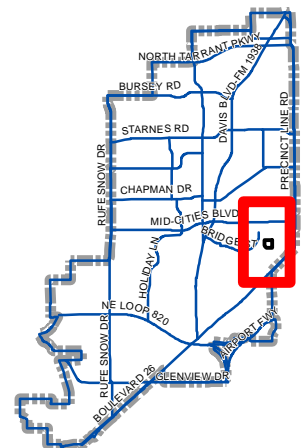 NORTH TARRANT PKWY
BURSEY RD
DAVIS BLVD-FM 1938
PRECINCT LINE RD
STARNES RD
RUFE SNOW DR
CHAPMAN DR
MID-CITIES BLVD
BRIDGE ST
HOLIDAY LN
NE LOOP 820
RUFE SNOW DR
AIRPORT FWY
GLENVIEW DR
BOULEVARD 26